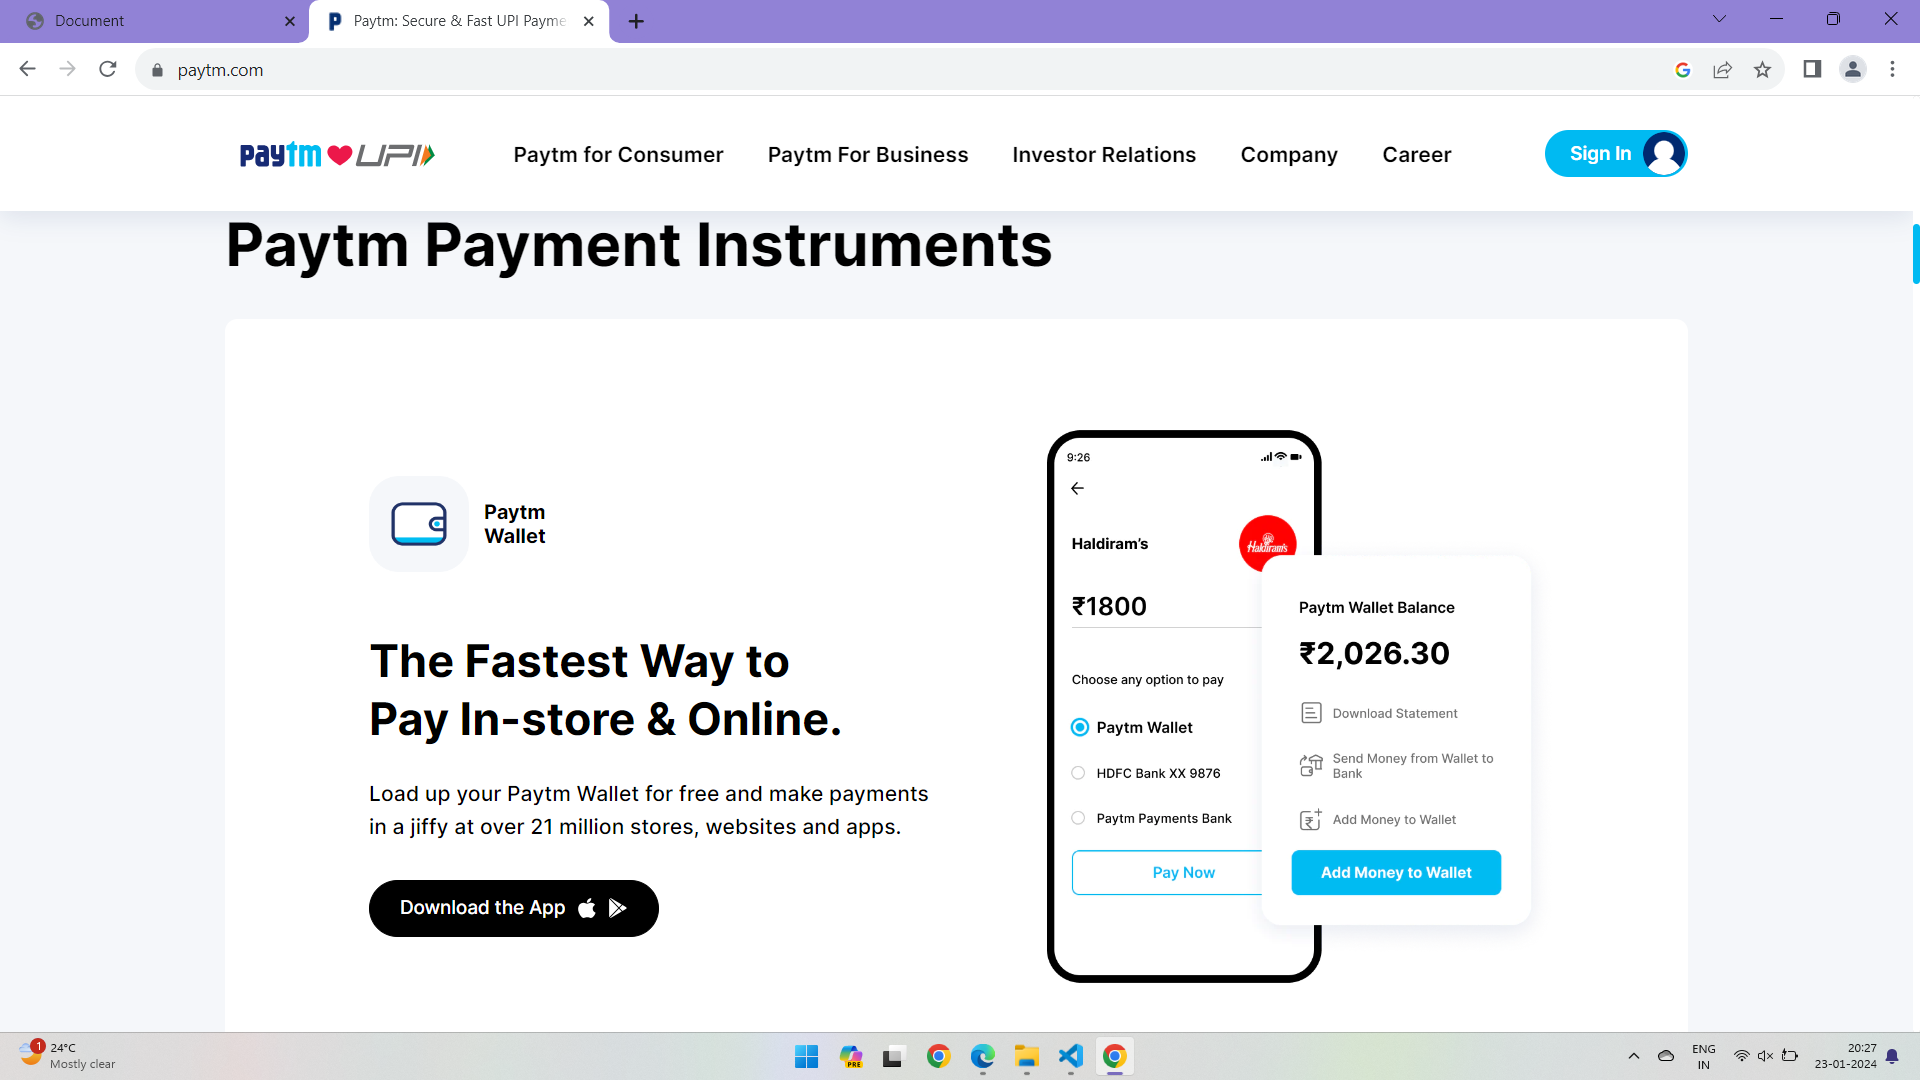 Document
Paytm: Secure & Fast UPI Payme
paytm.com
paytm UPI
Paytm for Consumer
Paytm For Business
Investor Relations
Company
Career
Sign In
Paytm Payment Instruments
Paytm
Wallet
The Fastest Way to
Pay In-store & Online.
Load up your Paytm Wallet for free and make payments
in a jiffy at over 21 million stores, websites and apps.
Download the App
9:26
Haldiram's
Haldiram's
₹1800
Choose any option to pay
Paytm Wallet
HDFC Bank XX 9876
Paytm Payments Bank
Pay Now
Paytm Wallet Balance
₹2,026.30
Download Statement
Send Money from Wallet to
Bank
Add Money to Wallet
Add Money to Wallet
1
24°C
Mostly clear
PRE
ENG
IN
20:27
23-01-2024